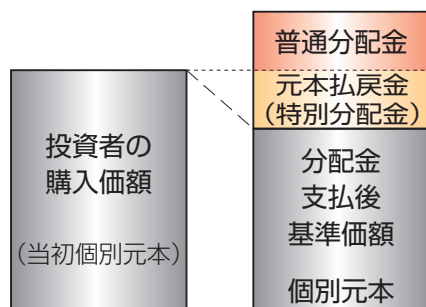 投資者の
購入価額
（当初個別元本）
普通分配金
元本払戻金
（特別分配金）
分配金
支払後
基準価額
個別元本